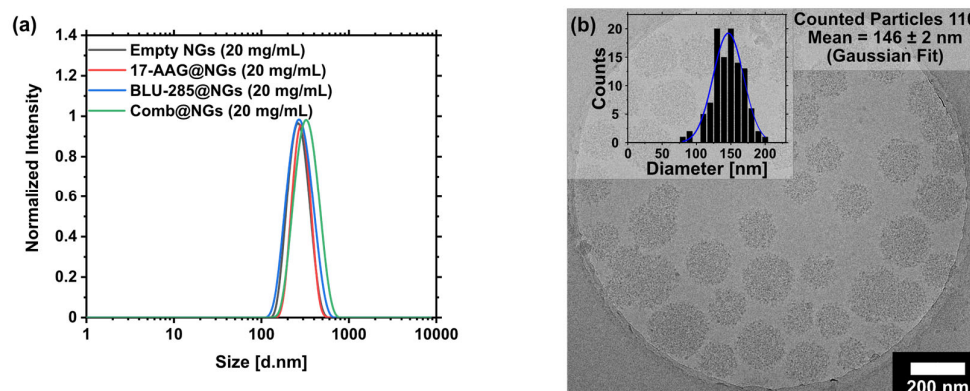 (a)
1.4
1.2
1
0.8
0.6
0.4
0.2
0
Normalized Intensity
Empty NGs (20 mg/mL)
17-AAG@NGs (20 mg/mL)
BLU-285@NGs (20 mg/mL)
Comb@NGs (20 mg/mL)
1
10
100
1000
10000
Size [d.nm]
(b)
Counted Particles 110
Mean = 146 ± 2 nm
(Gaussian Fit)
20
15
10
5
0
Counts
0
50
100
150
200
Diameter [nm]
200 nm